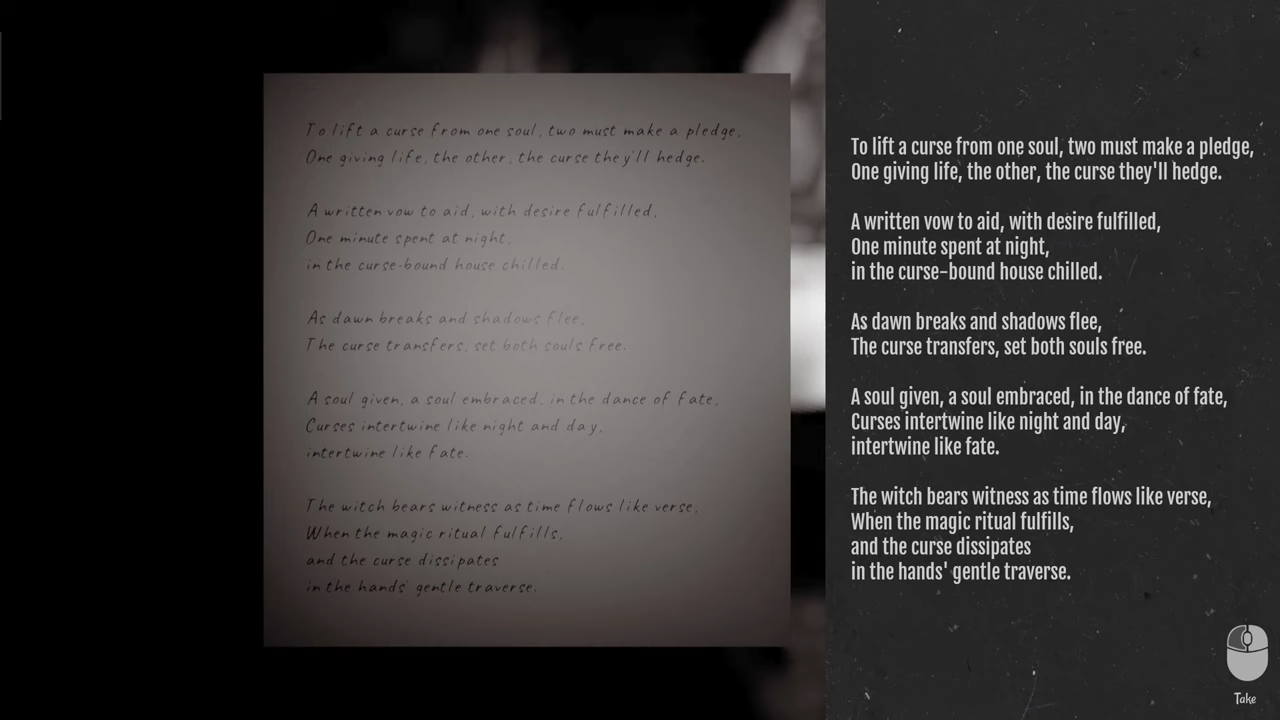 To lift a curse from one soul, two must make a pledge,
One giving life, the other, the curse they'll hedge.
A written vow to aid, with desire fulfilled,
One minute spent at night,
in the curse-bound house chilled.
As dawn breaks and shadows flee,
The curse transfers, set both souls free.
A soul given, a soul embraced, in the dance of fate,
Curses intertwine like night and day,
intertwine like fate.
The witch bears witness as time flows like verse,
When the magic ritual fulfills,
and the curse dissipates
in the hands' gentle traverse.
To lift a curse from one soul, two must make a pledge,
One giving life, the other, the curse they'll hedge.
A written vow to aid, with desire fulfilled,
One minute spent at night,
in the curse-bound house chilled.
As dawn breaks and shadows flee,
The curse transfers, set both souls free.
A soul given, a soul embraced, in the dance of fate,
Curses intertwine like night and day,
intertwine like fate.
The witch bears witness as time flows like verse,
When the magic ritual fulfills,
and the curse dissipates
in the hands' gentle traverse.
Take